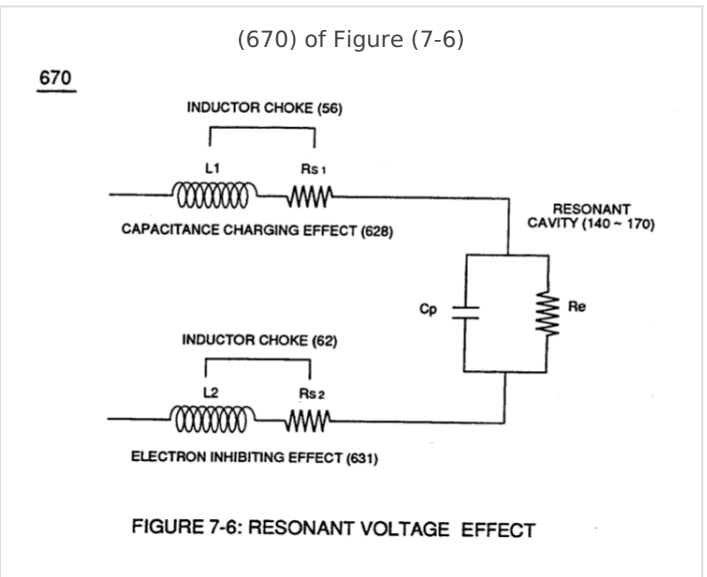 (670) of Figure (7-6)
670
INDUCTOR CHOKE (56)
L1
Rs1
CAPACITANCE CHARGING EFFECT (628)
RESONANT
CAVITY (140 ~ 170)
Cp
Re
INDUCTOR CHOKE (62)
L2
Rs2
ELECTRON INHIBITING EFFECT (631)
FIGURE 7-6: RESONANT VOLTAGE EFFECT